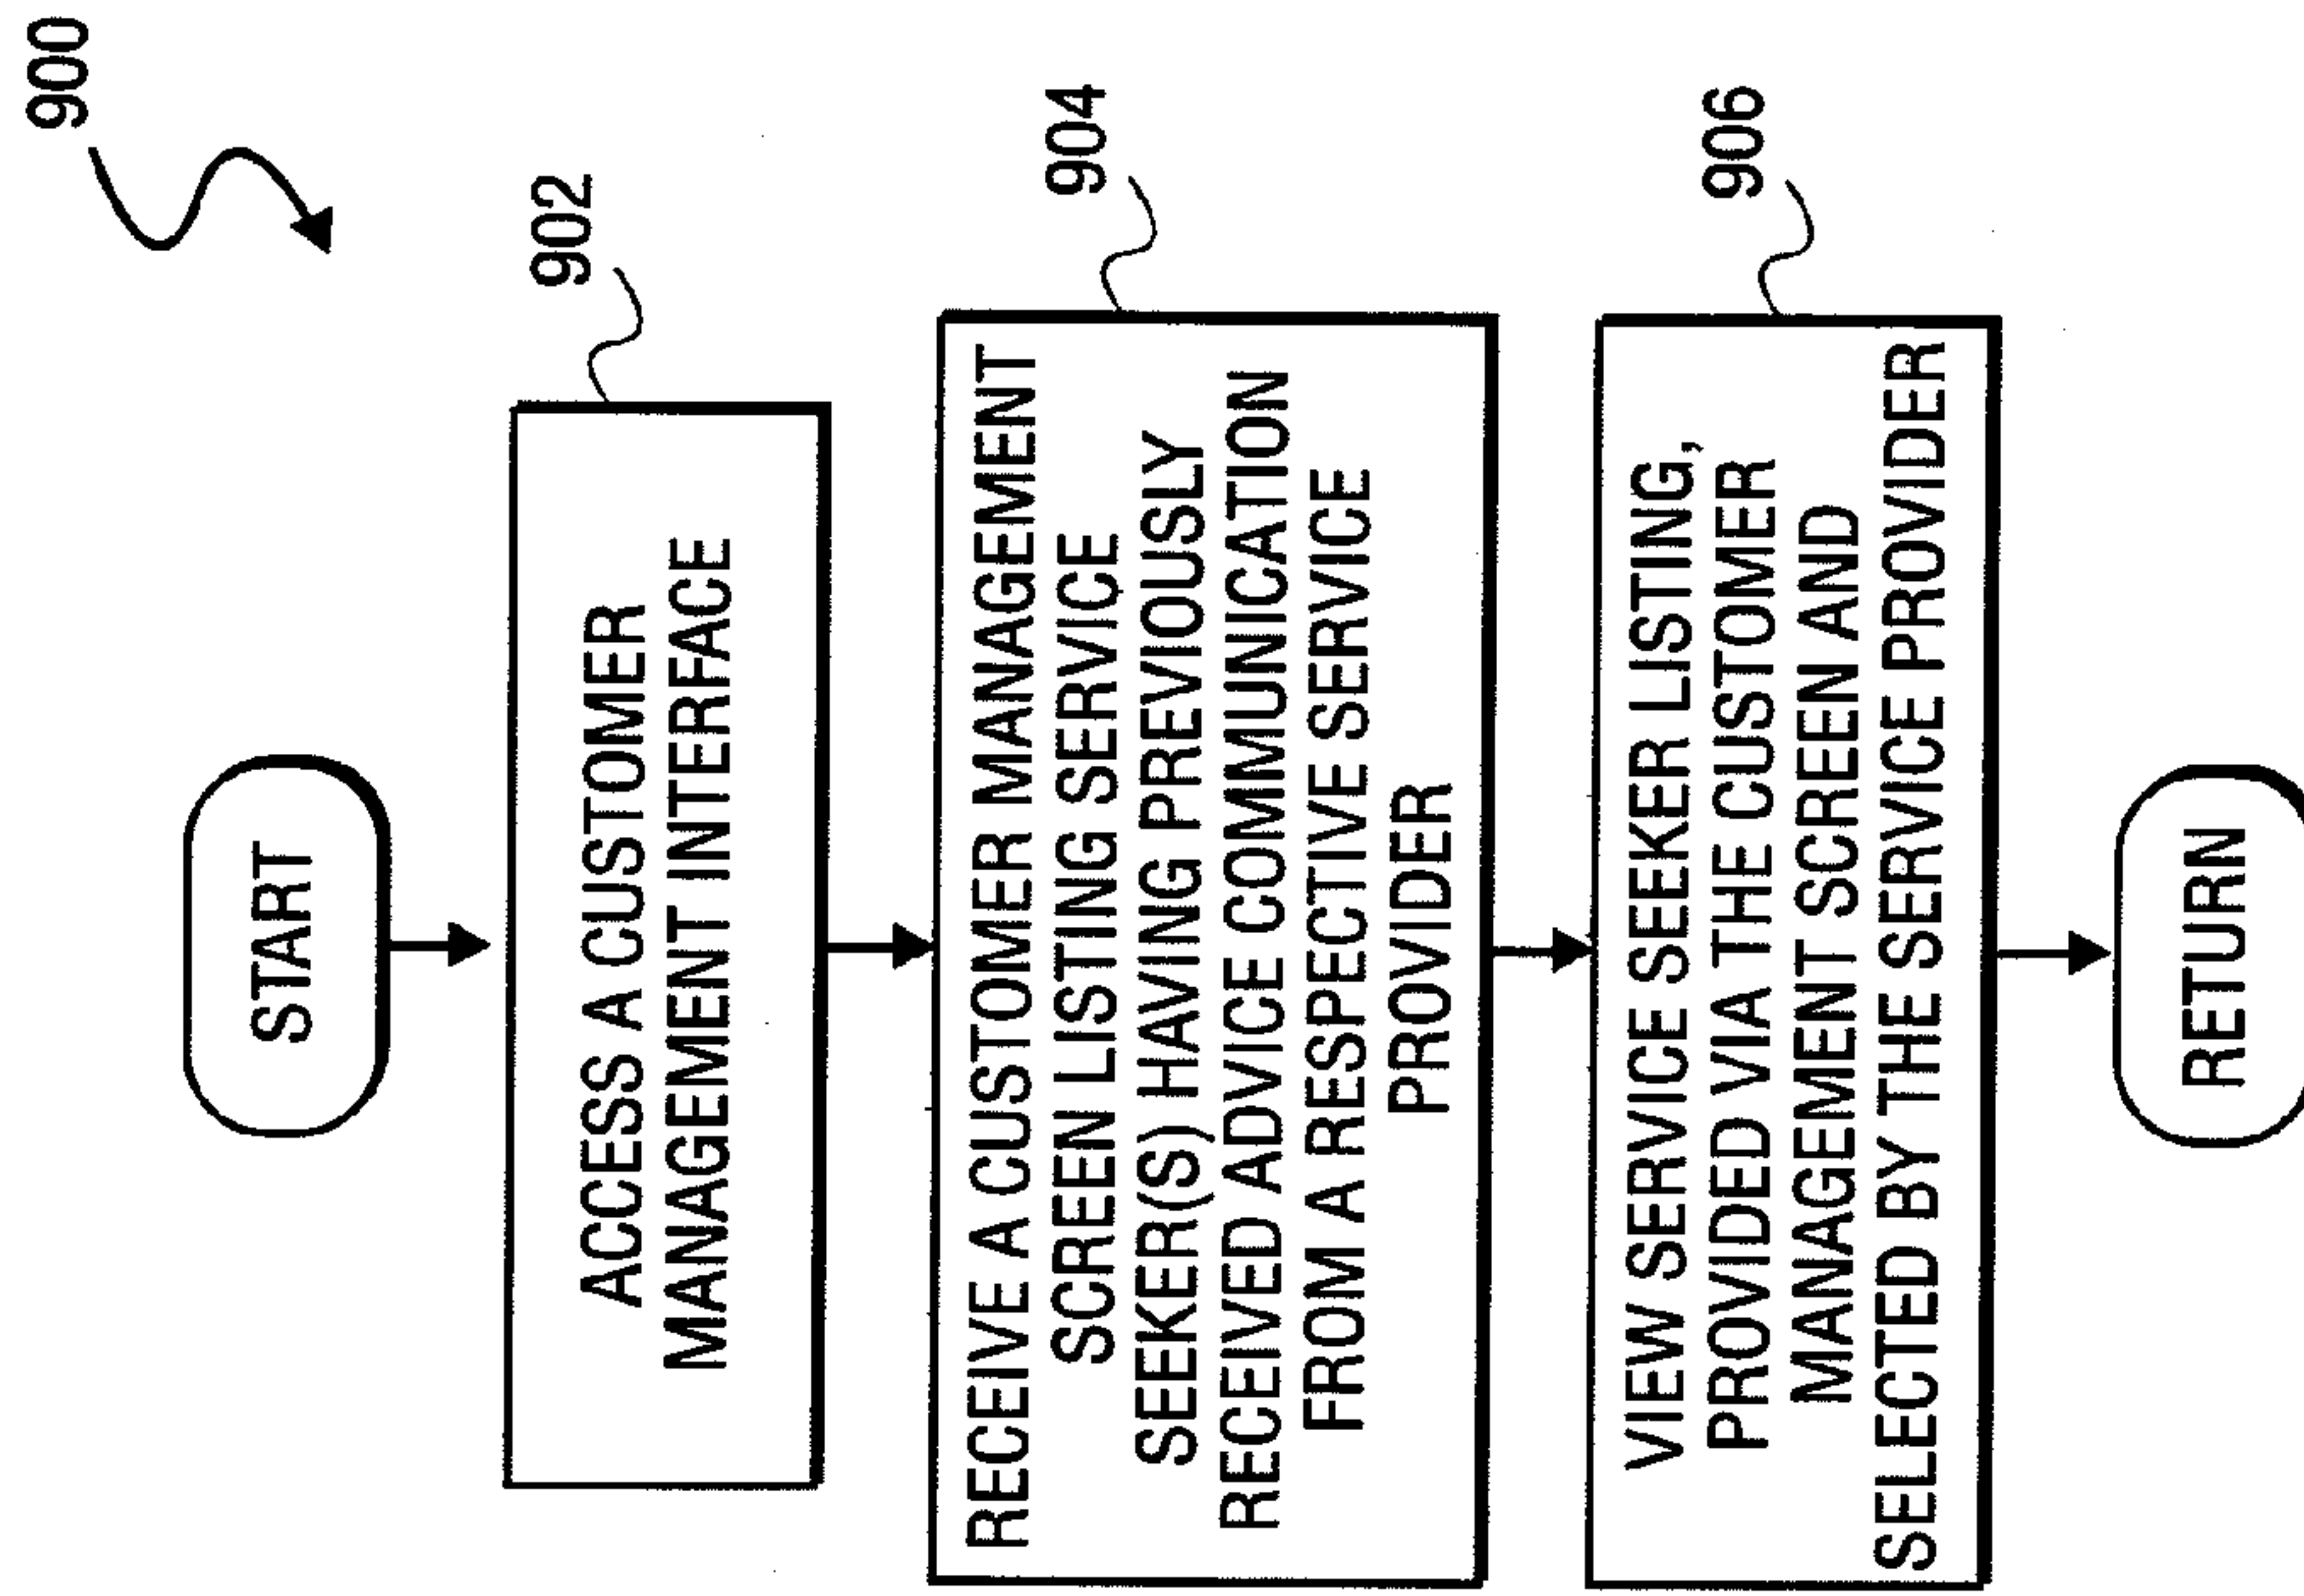 900
START
902
ACCESS A CUSTOMER
MANAGEMENT INTERFACE
904
RECEIVE A CUSTOMER MANAGEMENT
SCREEN LISTING SERVICE
SEEKER(S) HAVING PREVIOUSLY
RECEIVED ADVICE COMMUNICATION
FROM A RESPECTIVE SERVICE
PROVIDER
906
VIEW SERVICE SEEKER LISTING,
PROVIDED VIA THE CUSTOMER
MANAGEMENT SCREEN AND
SELECTED BY THE SERVICE PROVIDER
RETURN